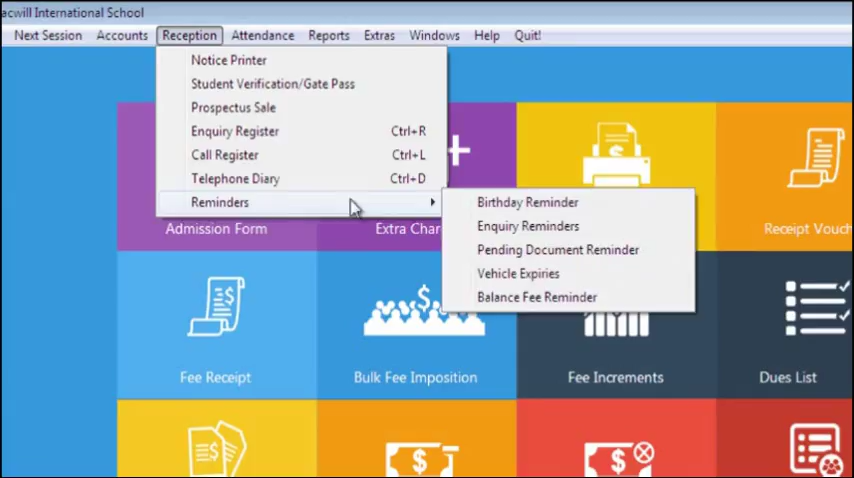 acwill International School
Next Session Accounts Reception Attendance Reports Extras Windows Help Quit!
Notice Printer
Student Verification/Gate Pass
Prospectus Sale
Enquiry Register Ctrl+R
Call Register Ctrl+L
Telephone Diary Ctrl+D
Reminders
Birthday Reminder
Enquiry Reminders
Pending Document Reminder
Vehicle Expiries
Balance Fee Reminder
Admission Form
Extra Char
Receipt Vouch
Fee Receipt
Bulk Fee Imposition
Fee Increments
Dues List